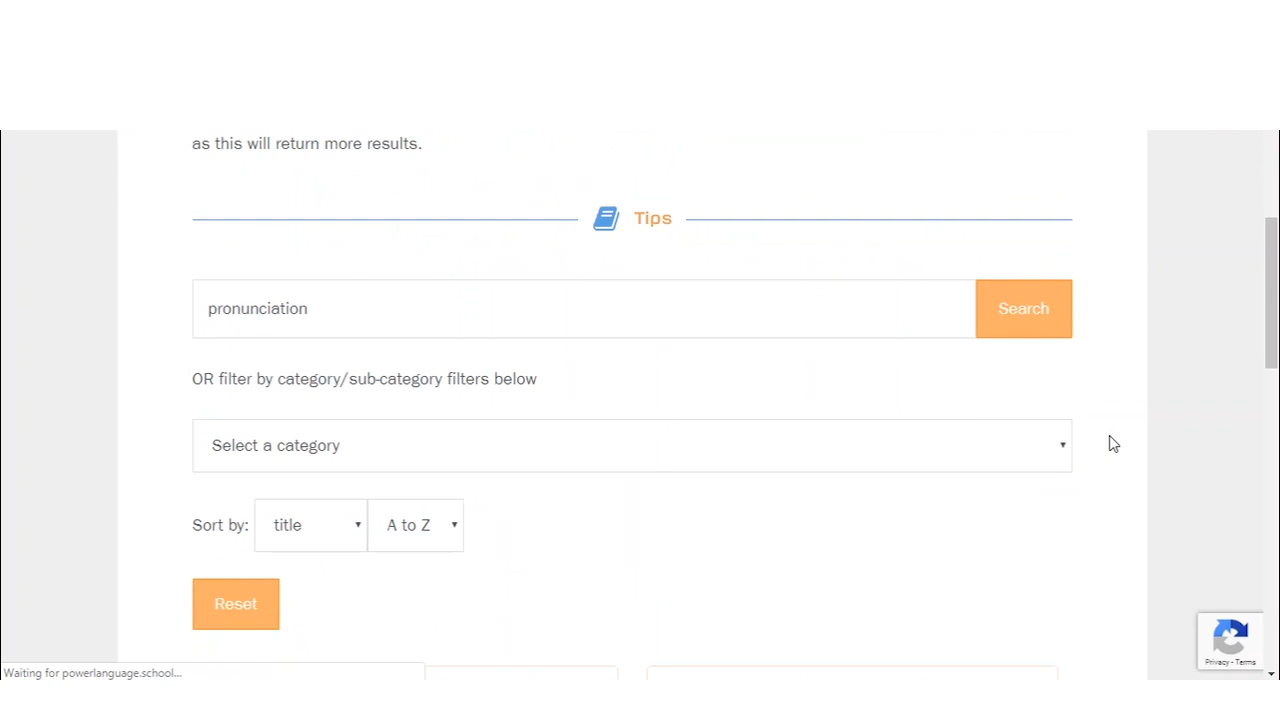 as this will return more results.
Tips
pronunciation
Search
OR filter by category/sub-category filters below
Select a category
Sort by: title A to Z
Reset
Privacy - Terms
Waiting for powerlanguage.school...